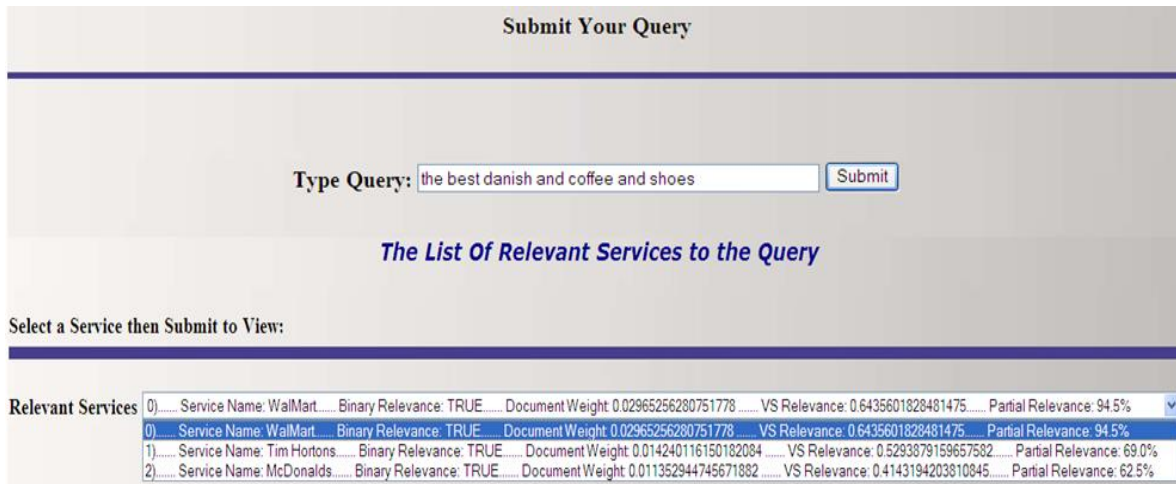 Submit Your Query
Type Query: the best danish and coffee and shoes Submit
The List Of Relevant Services to the Query
Select a Service then Submit to View:
Relevant Services 0)...... Service Name: WalMart...... Binary Relevance: TRUE...... Document Weight: 0.02965256280751778 ...... VS Relevance: 0.6435601828481475...... Partial Relevance: 94.5%
0)...... Service Name: WalMart...... Binary Relevance: TRUE...... Document Weight: 0.02965256280751778 ...... VS Relevance: 0.6435601828481475...... Partial Relevance: 94.5%
1)...... Service Name: Tim Hortons...... Binary Relevance: TRUE...... Document Weight: 0.014240116150182084 ...... VS Relevance: 0.5293879159657582...... Partial Relevance: 69.0%
2)...... Service Name: McDonalds...... Binary Relevance: TRUE...... Document Weight: 0.011352944745671882 ...... VS Relevance: 0.4143194203810845...... Partial Relevance: 62.5%